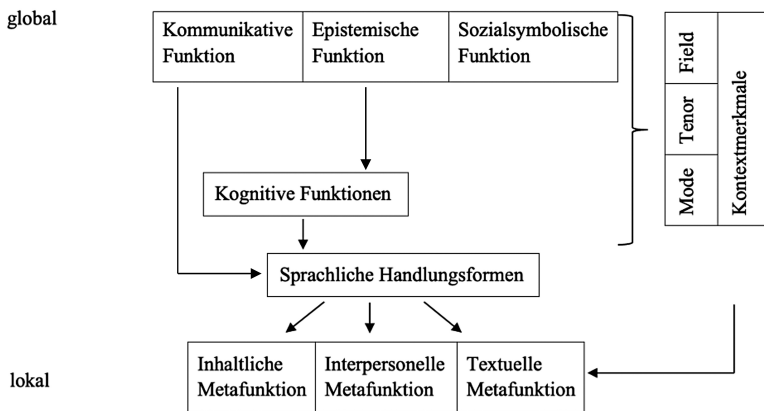 global
Kommunikative
Funktion
Epistemische
Funktion
Sozialsymbolische
Funktion
Field
Tenor
Mode
Kontextmerkmale
Kognitive Funktionen
Sprachliche Handlungsformen
lokal
Inhaltliche
Metafunktion
Interpersonelle
Metafunktion
Textuelle
Metafunktion